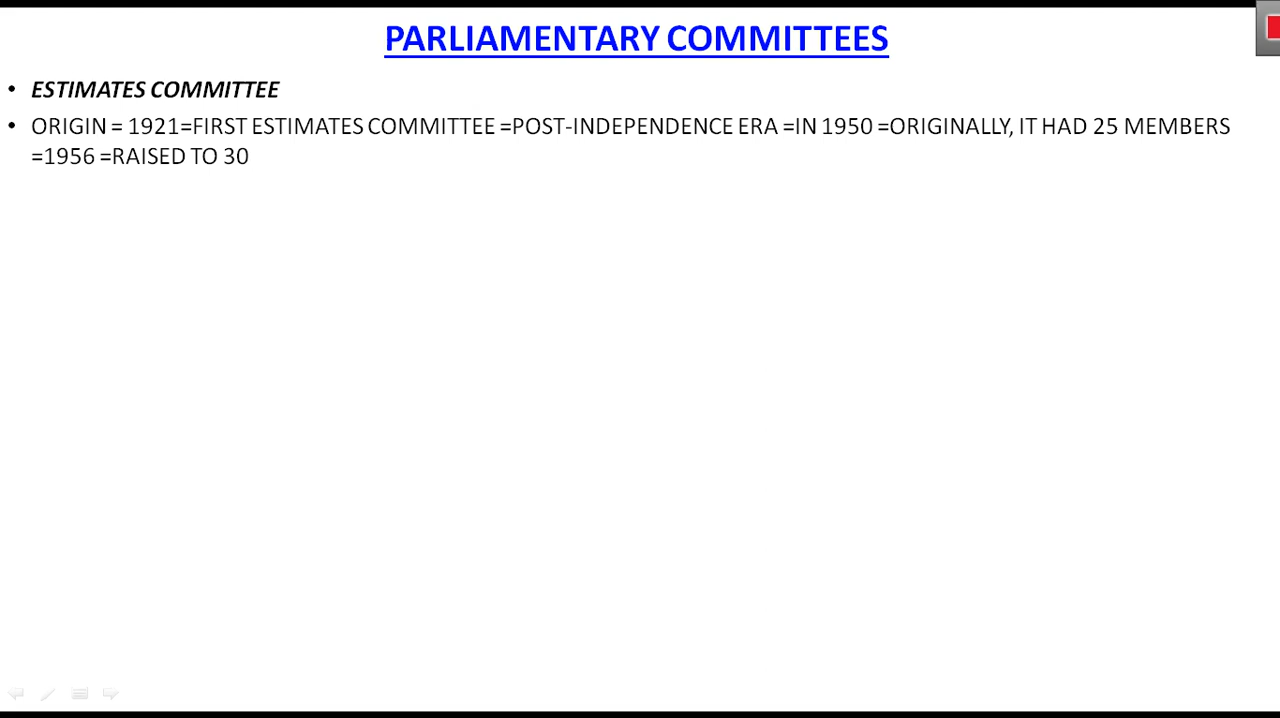 PARLIAMENTARY COMMITTEES
• ESTIMATES COMMITTEE
• ORIGIN = 1921=FIRST ESTIMATES COMMITTEE =POST-INDEPENDENCE ERA =IN 1950 =ORIGINALLY, IT HAD 25 MEMBERS
=1956 =RAISED TO 30